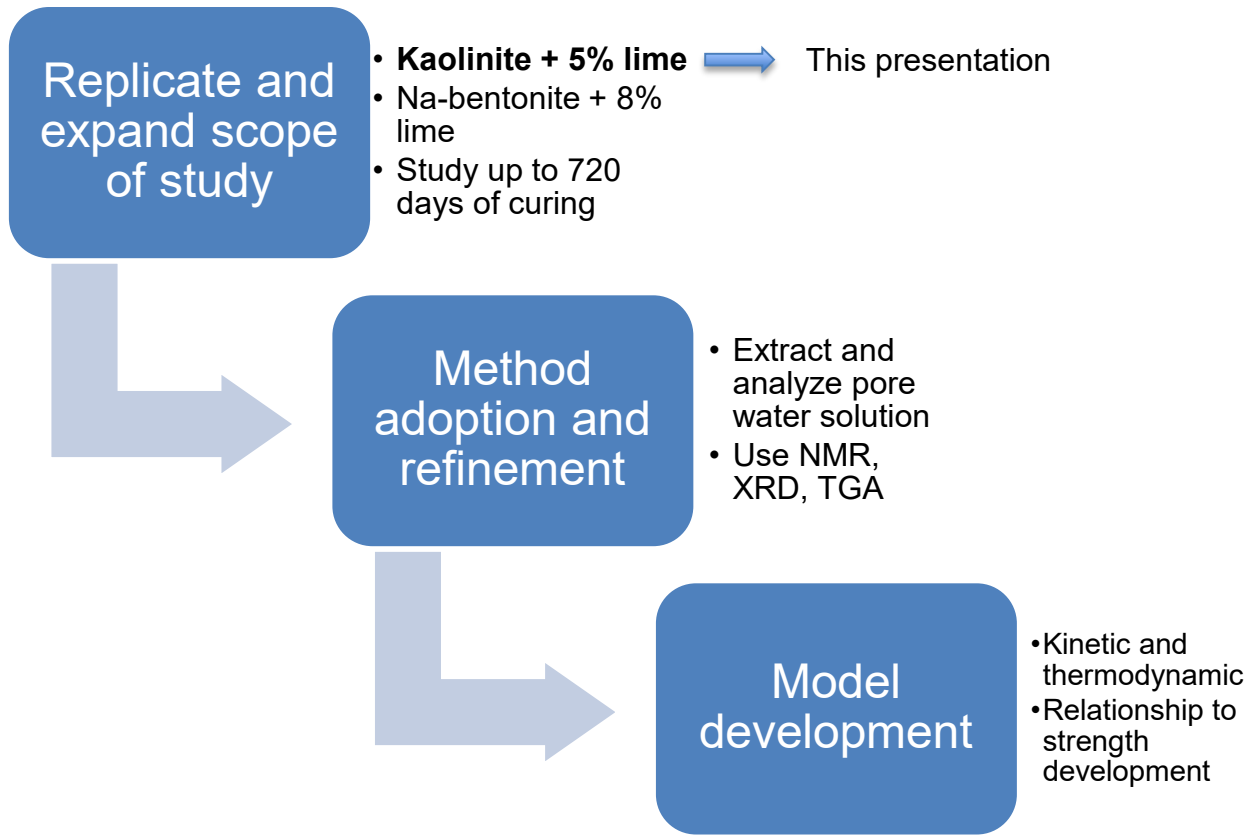 Replicate and
expand scope
of study
• Kaolinite + 5% lime
This presentation
• Na-bentonite + 8%
lime
• Study up to 720
days of curing
Method
adoption and
refinement
• Extract and
analyze pore
water solution
• Use NMR,
XRD, TGA
Model
development
•Kinetic and
thermodynamic
•Relationship to
strength
development